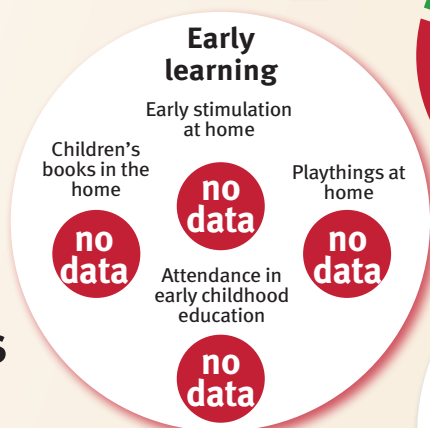 Early
learning
Early stimulation
at home
no
data
Children’s
books in the
home
no
data
Playthings at
home
no
data
Attendance in
early childhood
education
no
data
s